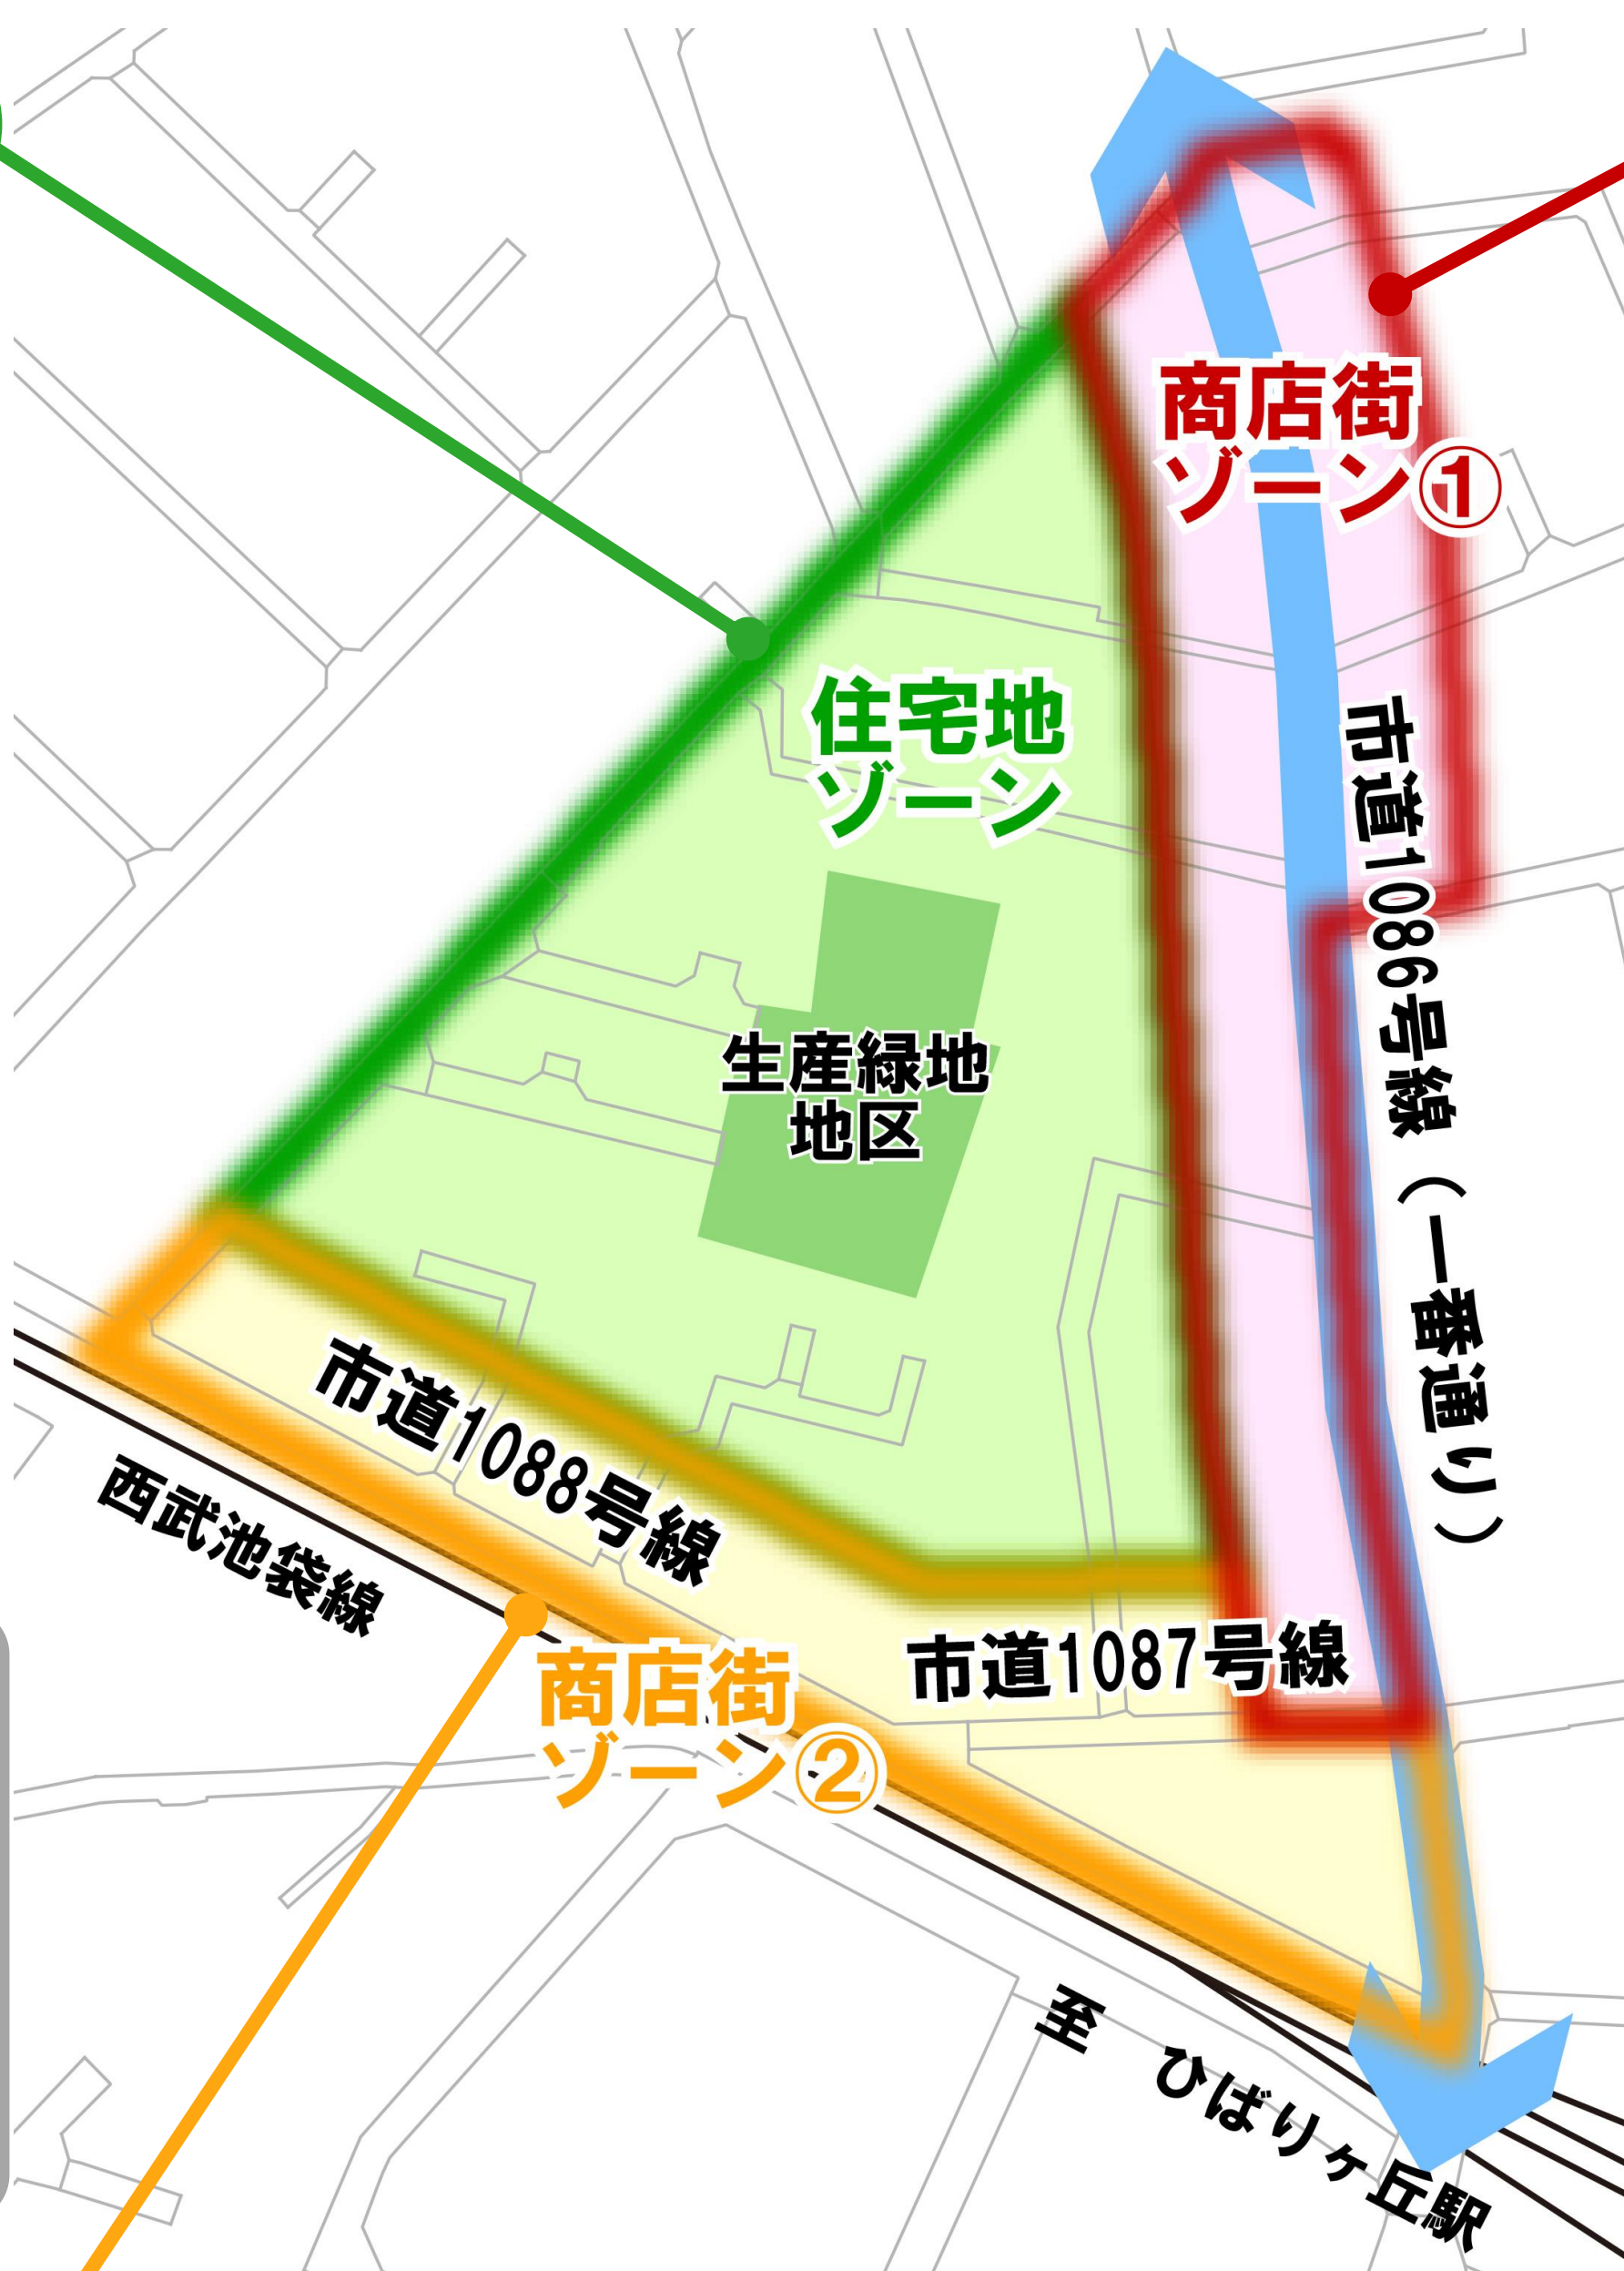 商店街
ゾーン①
住宅地
ゾーン
市道1086号線（一番通り）
生産緑地
地区
市道1088号線
西武池袋線
市道1087号線
商店街
ゾーン②
至　ひばりヶ丘駅